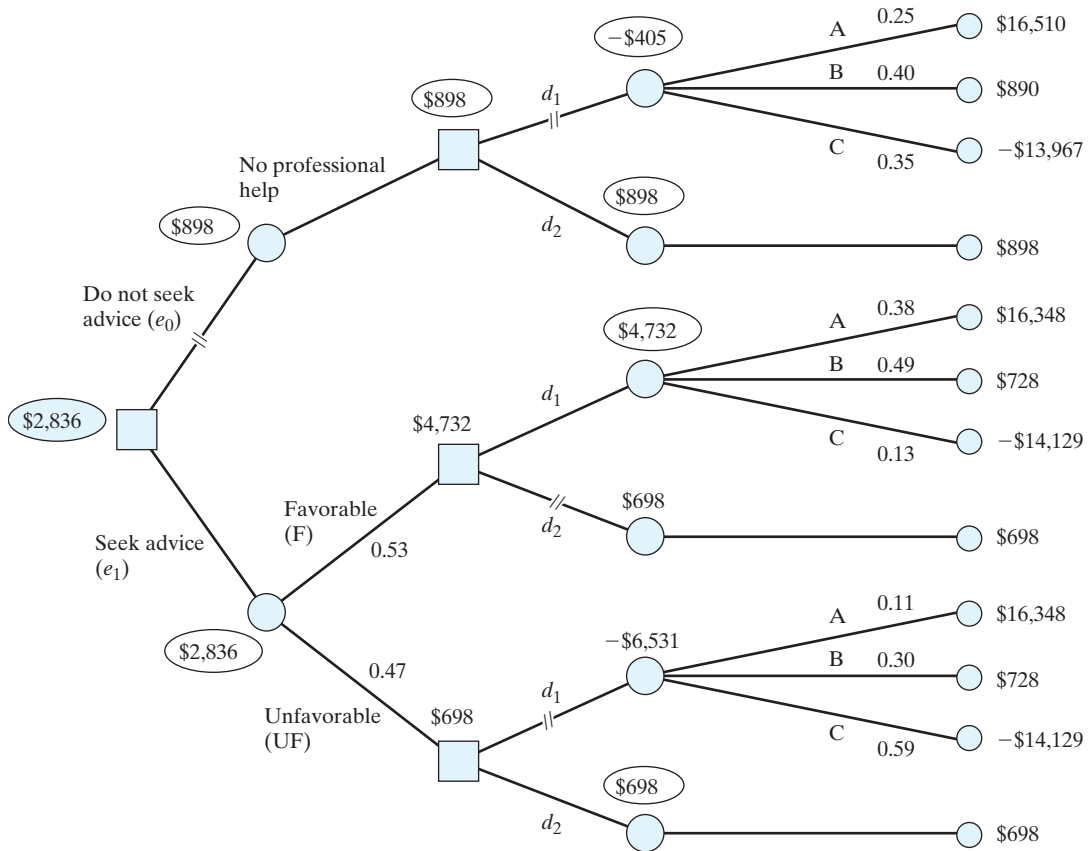 0.25
−$405
A
$16,510
d1
B 0.40
$898
$890
No professional
help
C
0.35
−$13,967
$898
$898
d2
$898
Do not seek
advice (e0)
0.38
A
$16,348
$4,732
d1
B 0.49
$728
$2,836
$4,732
C
0.13
−$14,129
Favorable
(F)
0.53
$698
d2
$698
Seek advice
(e1)
0.11
A
$16,348
−$6,531
$2,836
0.47
d1
B 0.30
$728
Unfavorable
(UF)
$698
C
0.59
−$14,129
$698
d2
$698